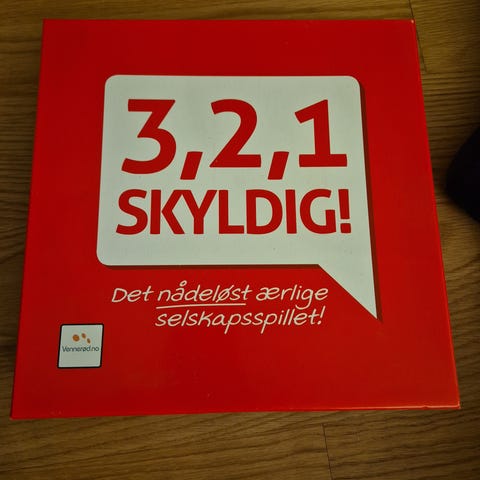 3,2,1
SKYLDIG!
Det nådeløst ærlige
selskapsspillet!
Vennerød.no